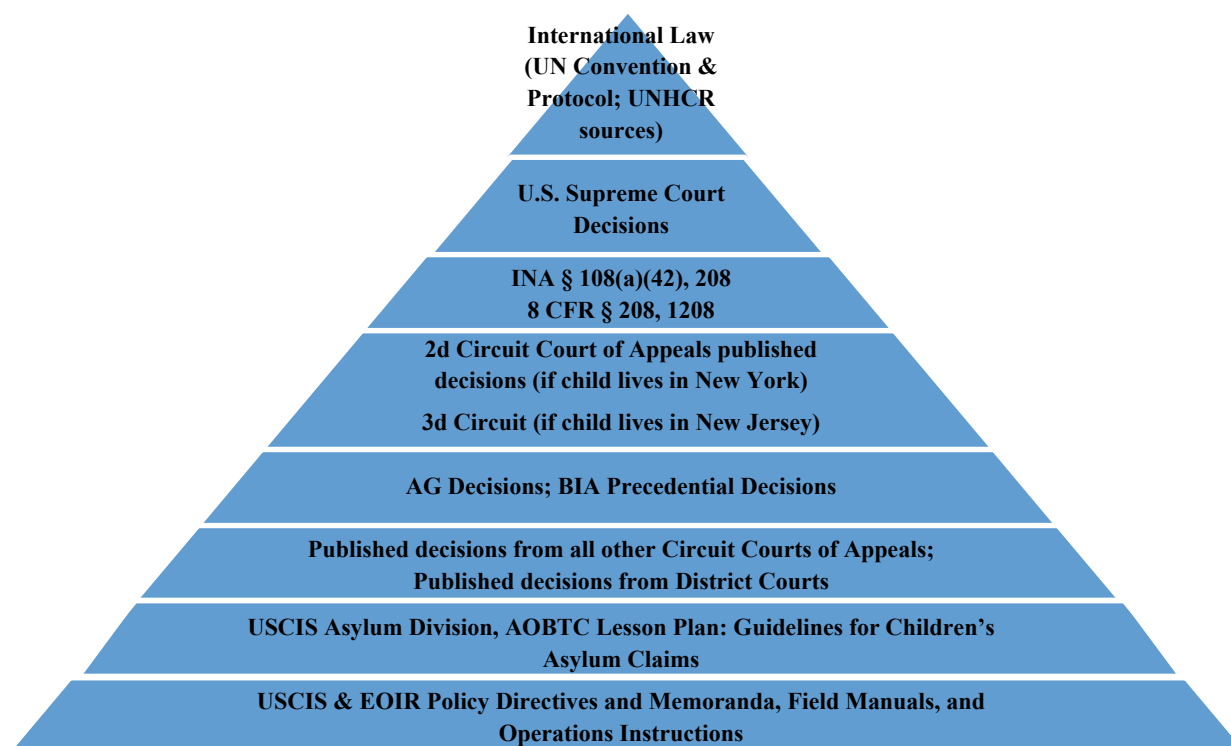 International Law
(UN Convention &
Protocol; UNHCR
sources)
U.S. Supreme Court
Decisions
INA § 108(a)(42), 208
8 CFR § 208, 1208
2d Circuit Court of Appeals published
decisions (if child lives in New York)
3d Circuit (if child lives in New Jersey)
AG Decisions; BIA Precedential Decisions
Published decisions from all other Circuit Courts of Appeals;
Published decisions from District Courts
USCIS Asylum Division, AOBTC Lesson Plan: Guidelines for Children’s
Asylum Claims
USCIS & EOIR Policy Directives and Memoranda, Field Manuals, and
Operations Instructions